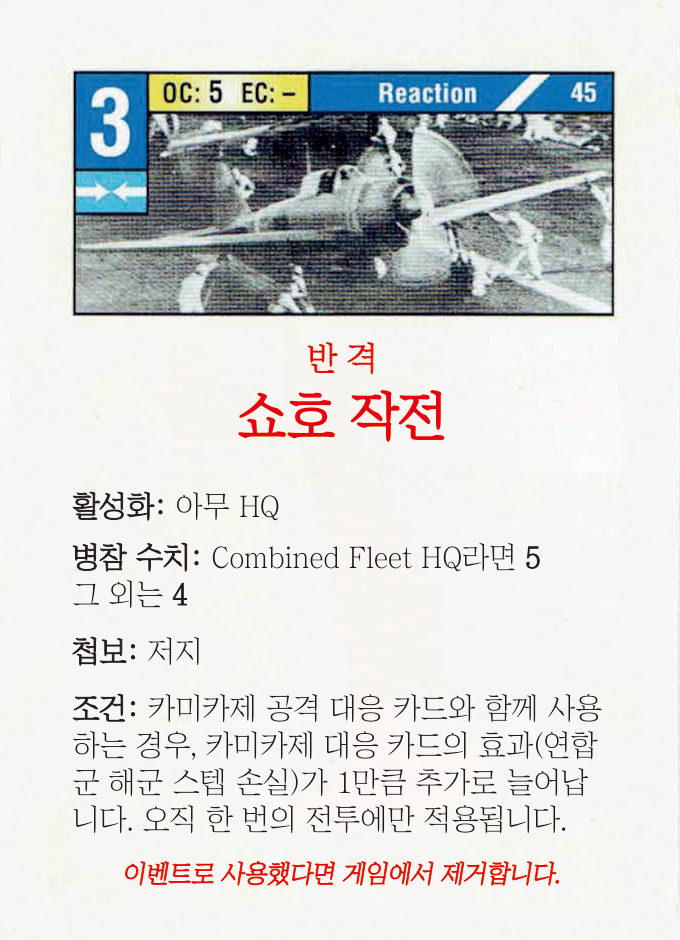 3
OC: 5 EC: –
Reaction
45
반 격
쇼호 작전
활성화: 아무 HQ
병참 수치: Combined Fleet HQ라면 5
그 외는 4
첩보: 저지
조건: 카미카제 공격 대응 카드와 함께 사용
하는 경우, 카미카제 대응 카드의 효과(연합
군 해군 스텝 손실)가 1만큼 추가로 늘어납
니다. 오직 한 번의 전투에만 적용됩니다.
이벤트로 사용했다면 게임에서 제거합니다.